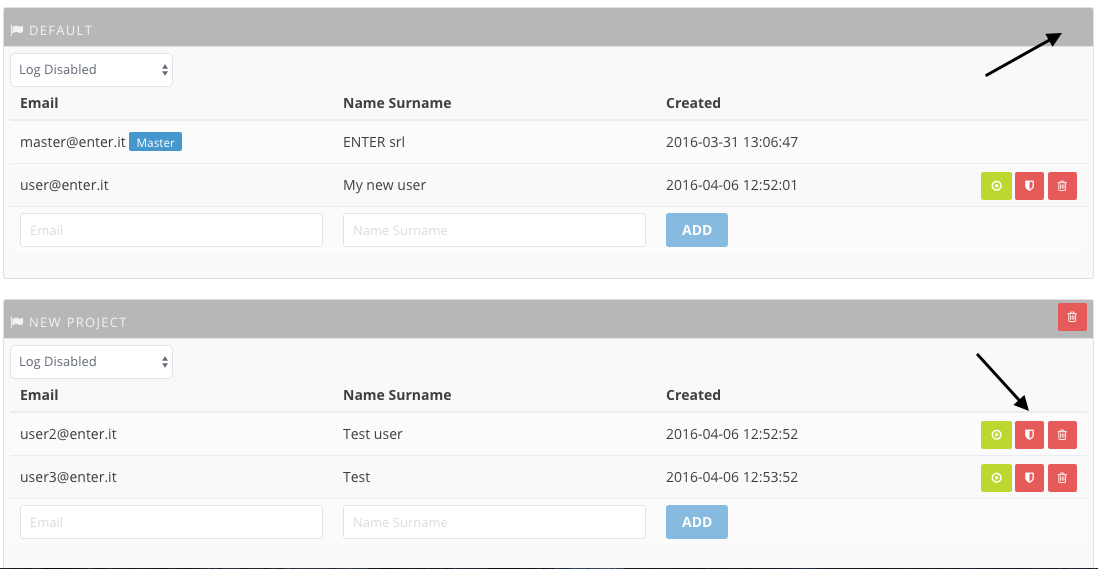 DEFAULT
Log Disabled
Email Name Surname Created
master@enter.it Master ENTER srl 2016-03-31 13:06:47
user@enter.it My new user 2016-04-06 12:52:01
Email Name Surname ADD
NEW PROJECT
Log Disabled
Email Name Surname Created
user2@enter.it Test user 2016-04-06 12:52:52
user3@enter.it Test 2016-04-06 12:53:52
Email Name Surname ADD